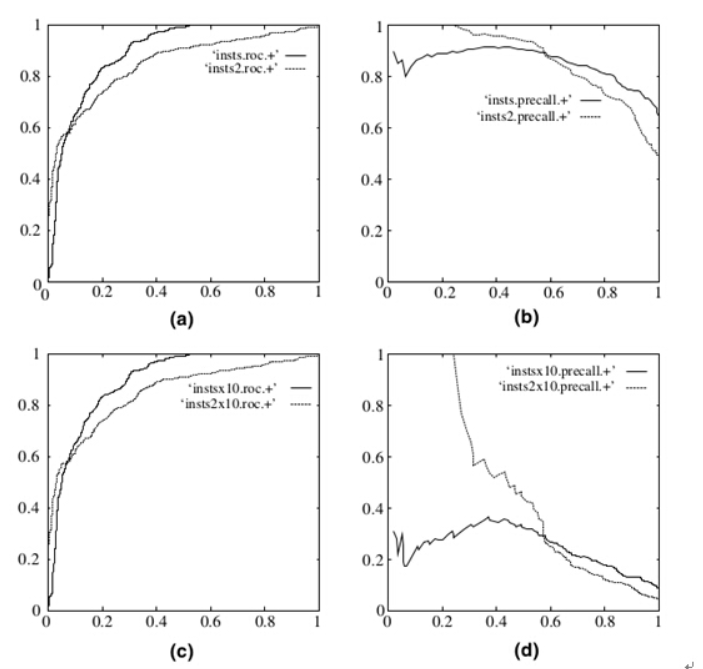 1
0.8
0.6
0.4
0.2
0
0 0.2 0.4 0.6 0.8 1
'insts.roc.+'
'insts2.roc.+'
(a)
1
0.8
0.6
0.4
0.2
0
0 0.2 0.4 0.6 0.8 1
'insts.precall.+'
'insts2.precall.+'
(b)
1
0.8
0.6
0.4
0.2
0
0 0.2 0.4 0.6 0.8 1
'instsx10.roc.+'
'insts2x10.roc.+'
(c)
1
0.8
0.6
0.4
0.2
0
0 0.2 0.4 0.6 0.8 1
'instsx10.precall.+'
'insts2x10.precall.+'
(d)